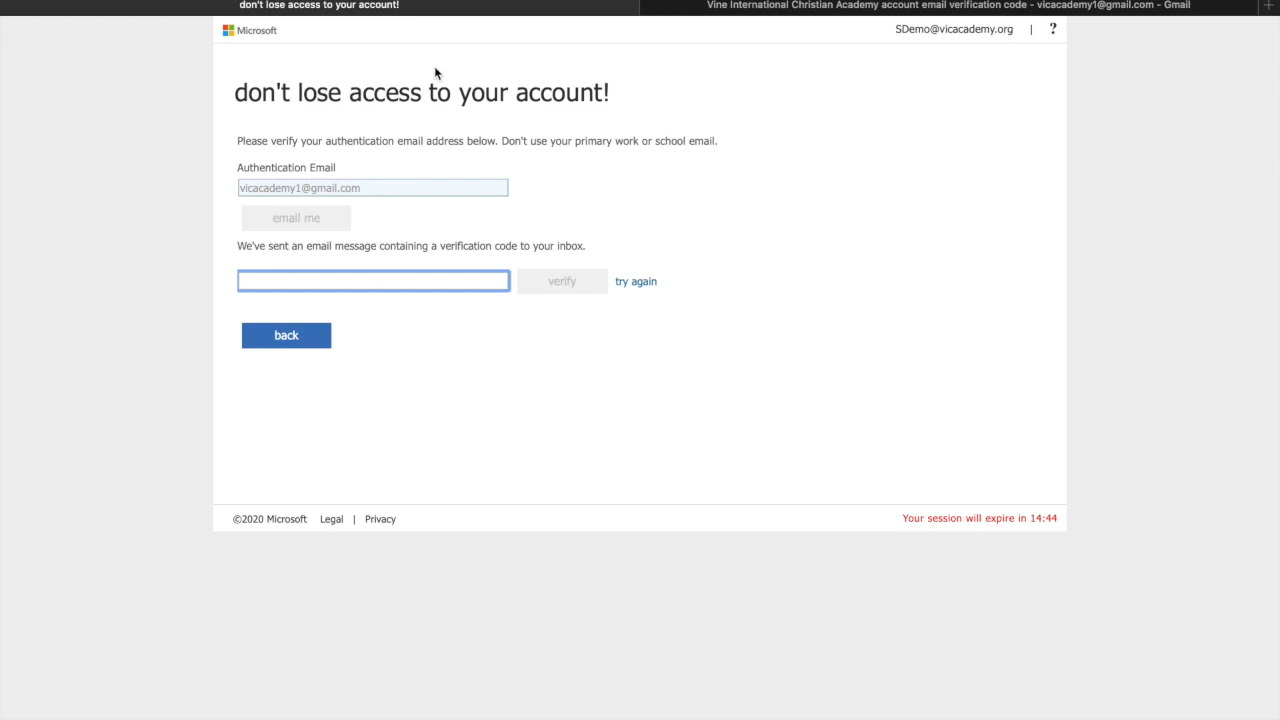 don't lose access to your account!
Vine International Christian Academy account email verification code - vicacademy1@gmail.com - Gmail
Microsoft
SDemo@vicacademy.org | ?
don't lose access to your account!
Please verify your authentication email address below. Don't use your primary work or school email.
Authentication Email
vicacademy1@gmail.com
email me
We've sent an email message containing a verification code to your inbox.
verify
try again
back
©2020 Microsoft Legal | Privacy
Your session will expire in 14:44